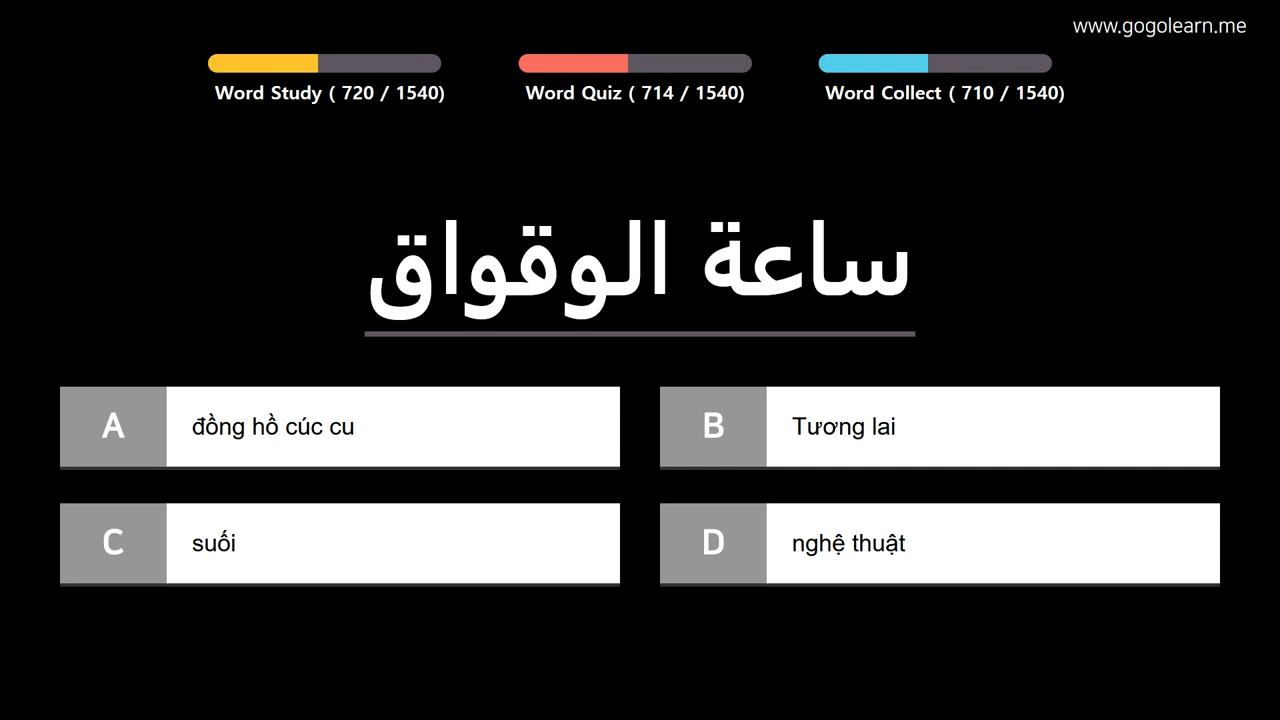 www.gogolearn.me
Word Study ( 720 / 1540)
Word Quiz ( 714 / 1540)
Word Collect ( 710 / 1540)
ساعة الوقواق
A đồng hồ cúc cu
B Tương lai
C suối
D nghệ thuật